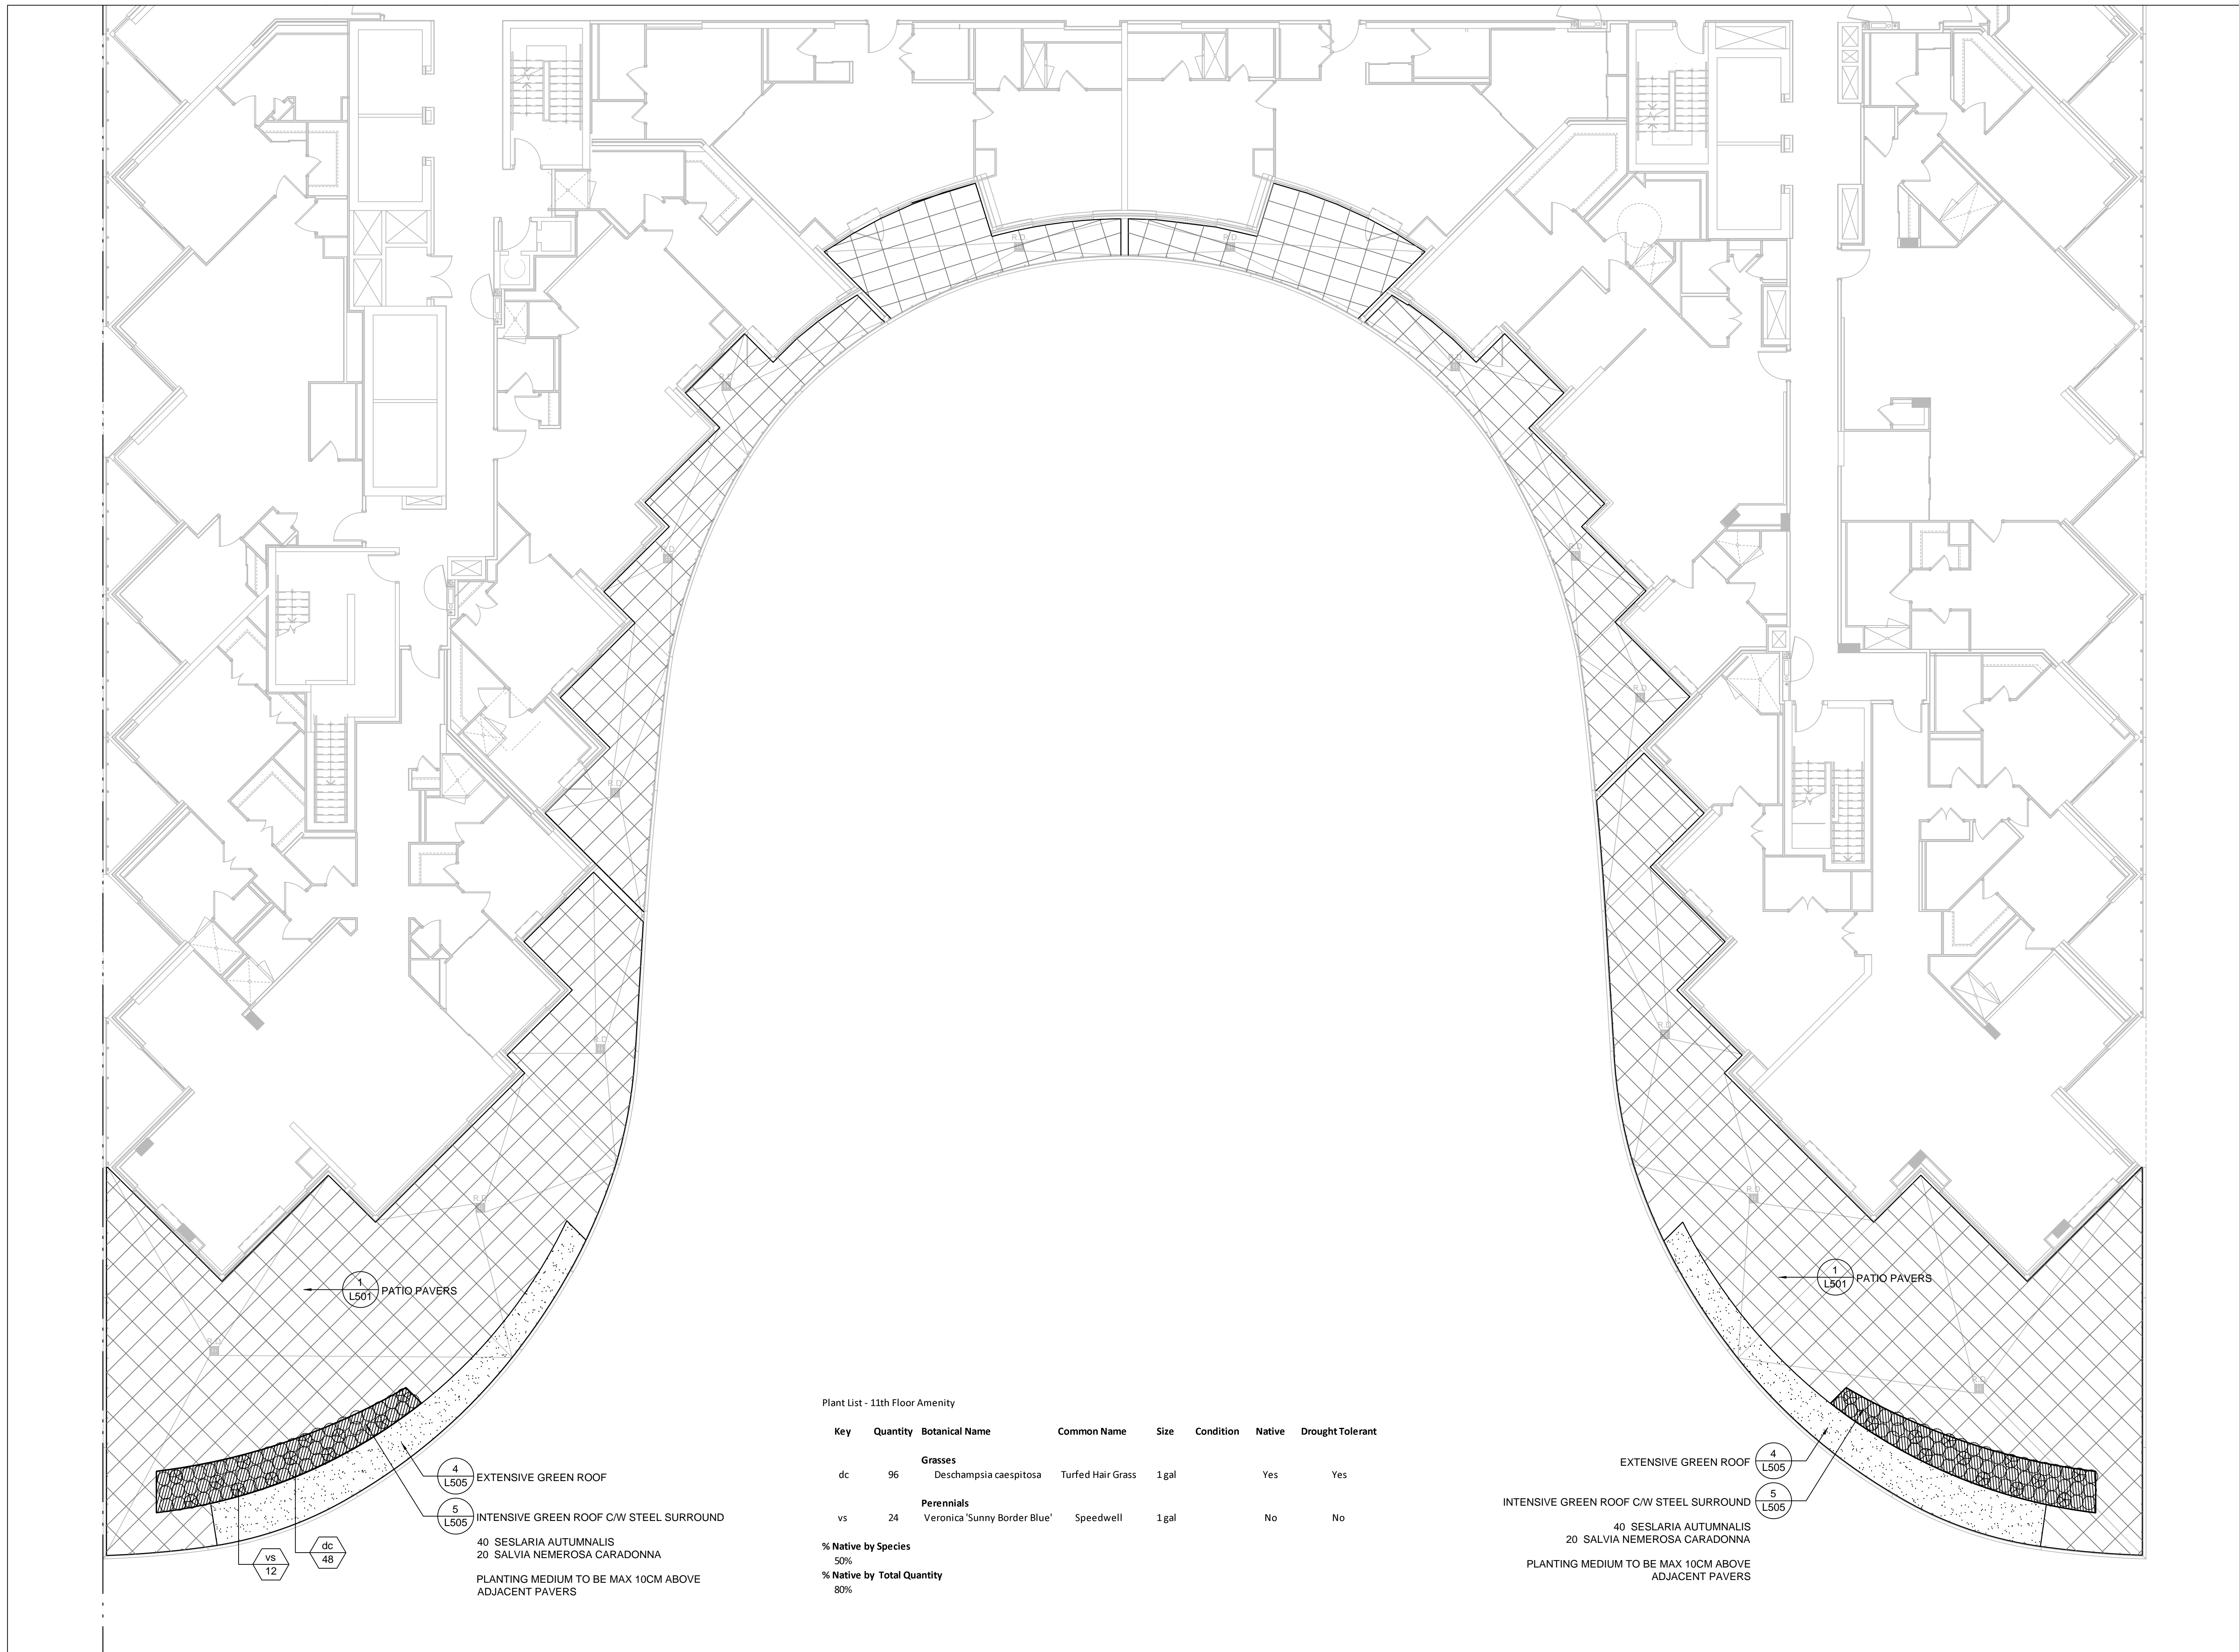 R.D.
R.D.
R.D.
R.D.
R.D.
R.D.
R.D.
R.D.
R.D.
R.D.
R.D.
R.D.
R.D.
1
L501
PATIO PAVERS
1
L501
PATIO PAVERS
R.D.
R.D.
4
L505
EXTENSIVE GREEN ROOF
5
L505
INTENSIVE GREEN ROOF C/W STEEL SURROUND
40 SESLARIA AUTUMNALIS
20 SALVIA NEMEROSA CARADONNA
PLANTING MEDIUM TO BE MAX 10CM ABOVE
ADJACENT PAVERS
vs
12
dc
48
Plant List - 11th Floor Amenity
Key Quantity Botanical Name Common Name Size Condition Native Drought Tolerant
Grasses
dc 96 Deschampsia caespitosa Turfed Hair Grass 1 gal Yes Yes
Perennials
vs 24 Veronica 'Sunny Border Blue' Speedwell 1 gal No No
% Native by Species
50%
% Native by Total Quantity
80%
EXTENSIVE GREEN ROOF
4
L505
INTENSIVE GREEN ROOF C/W STEEL SURROUND
5
L505
40 SESLARIA AUTUMNALIS
20 SALVIA NEMEROSA CARADONNA
PLANTING MEDIUM TO BE MAX 10CM ABOVE
ADJACENT PAVERS